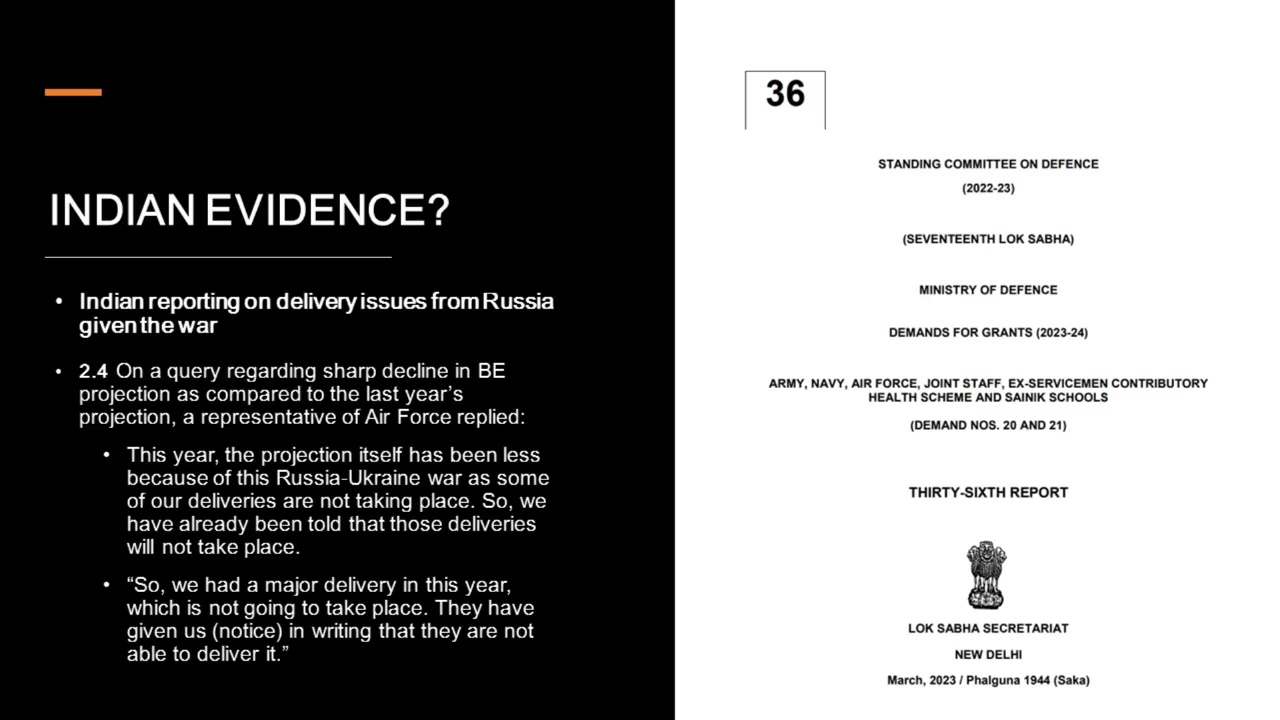 INDIAN EVIDENCE?
• Indian reporting on delivery issues from Russia
given the war
• 2.4 On a query regarding sharp decline in BE
projection as compared to the last year’s
projection, a representative of Air Force replied:
• This year, the projection itself has been less
because of this Russia-Ukraine war as some
of our deliveries are not taking place. So, we
have already been told that those deliveries
will not take place.
• “So, we had a major delivery in this year,
which is not going to take place. They have
given us (notice) in writing that they are not
able to deliver it.”
36
STANDING COMMITTEE ON DEFENCE
(2022-23)
(SEVENTEENTH LOK SABHA)
MINISTRY OF DEFENCE
DEMANDS FOR GRANTS (2023-24)
ARMY, NAVY, AIR FORCE, JOINT STAFF, EX-SERVICEMEN CONTRIBUTORY
HEALTH SCHEME AND SAINIK SCHOOLS
(DEMAND NOS. 20 AND 21)
THIRTY-SIXTH REPORT
LOK SABHA SECRETARIAT
NEW DELHI
March, 2023 / Phalguna 1944 (Saka)